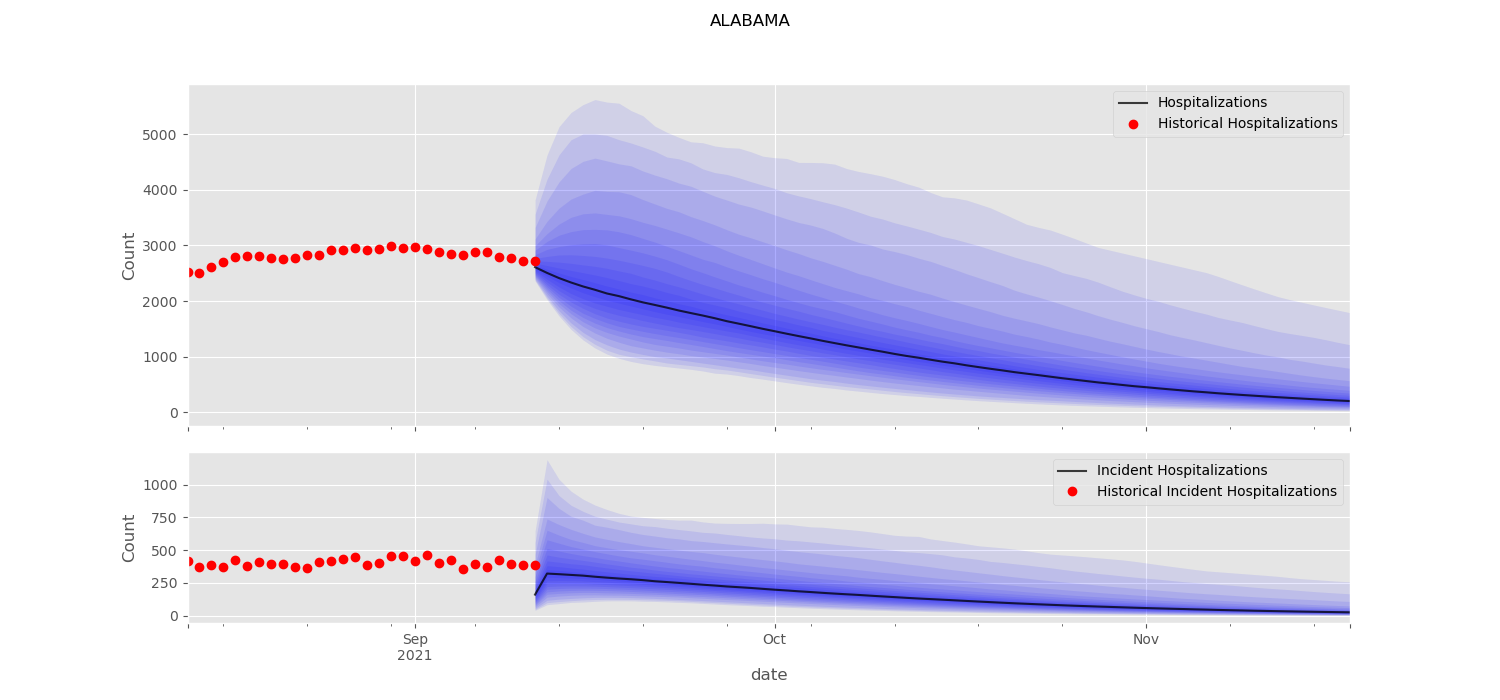 ALABAMA
Hospitalizations
Historical Hospitalizations
5000
4000
3000
2000
1000
0
Count
Incident Hospitalizations
Historical Incident Hospitalizations
1000
750
500
250
0
Count
Sep
2021
Oct
Nov
date